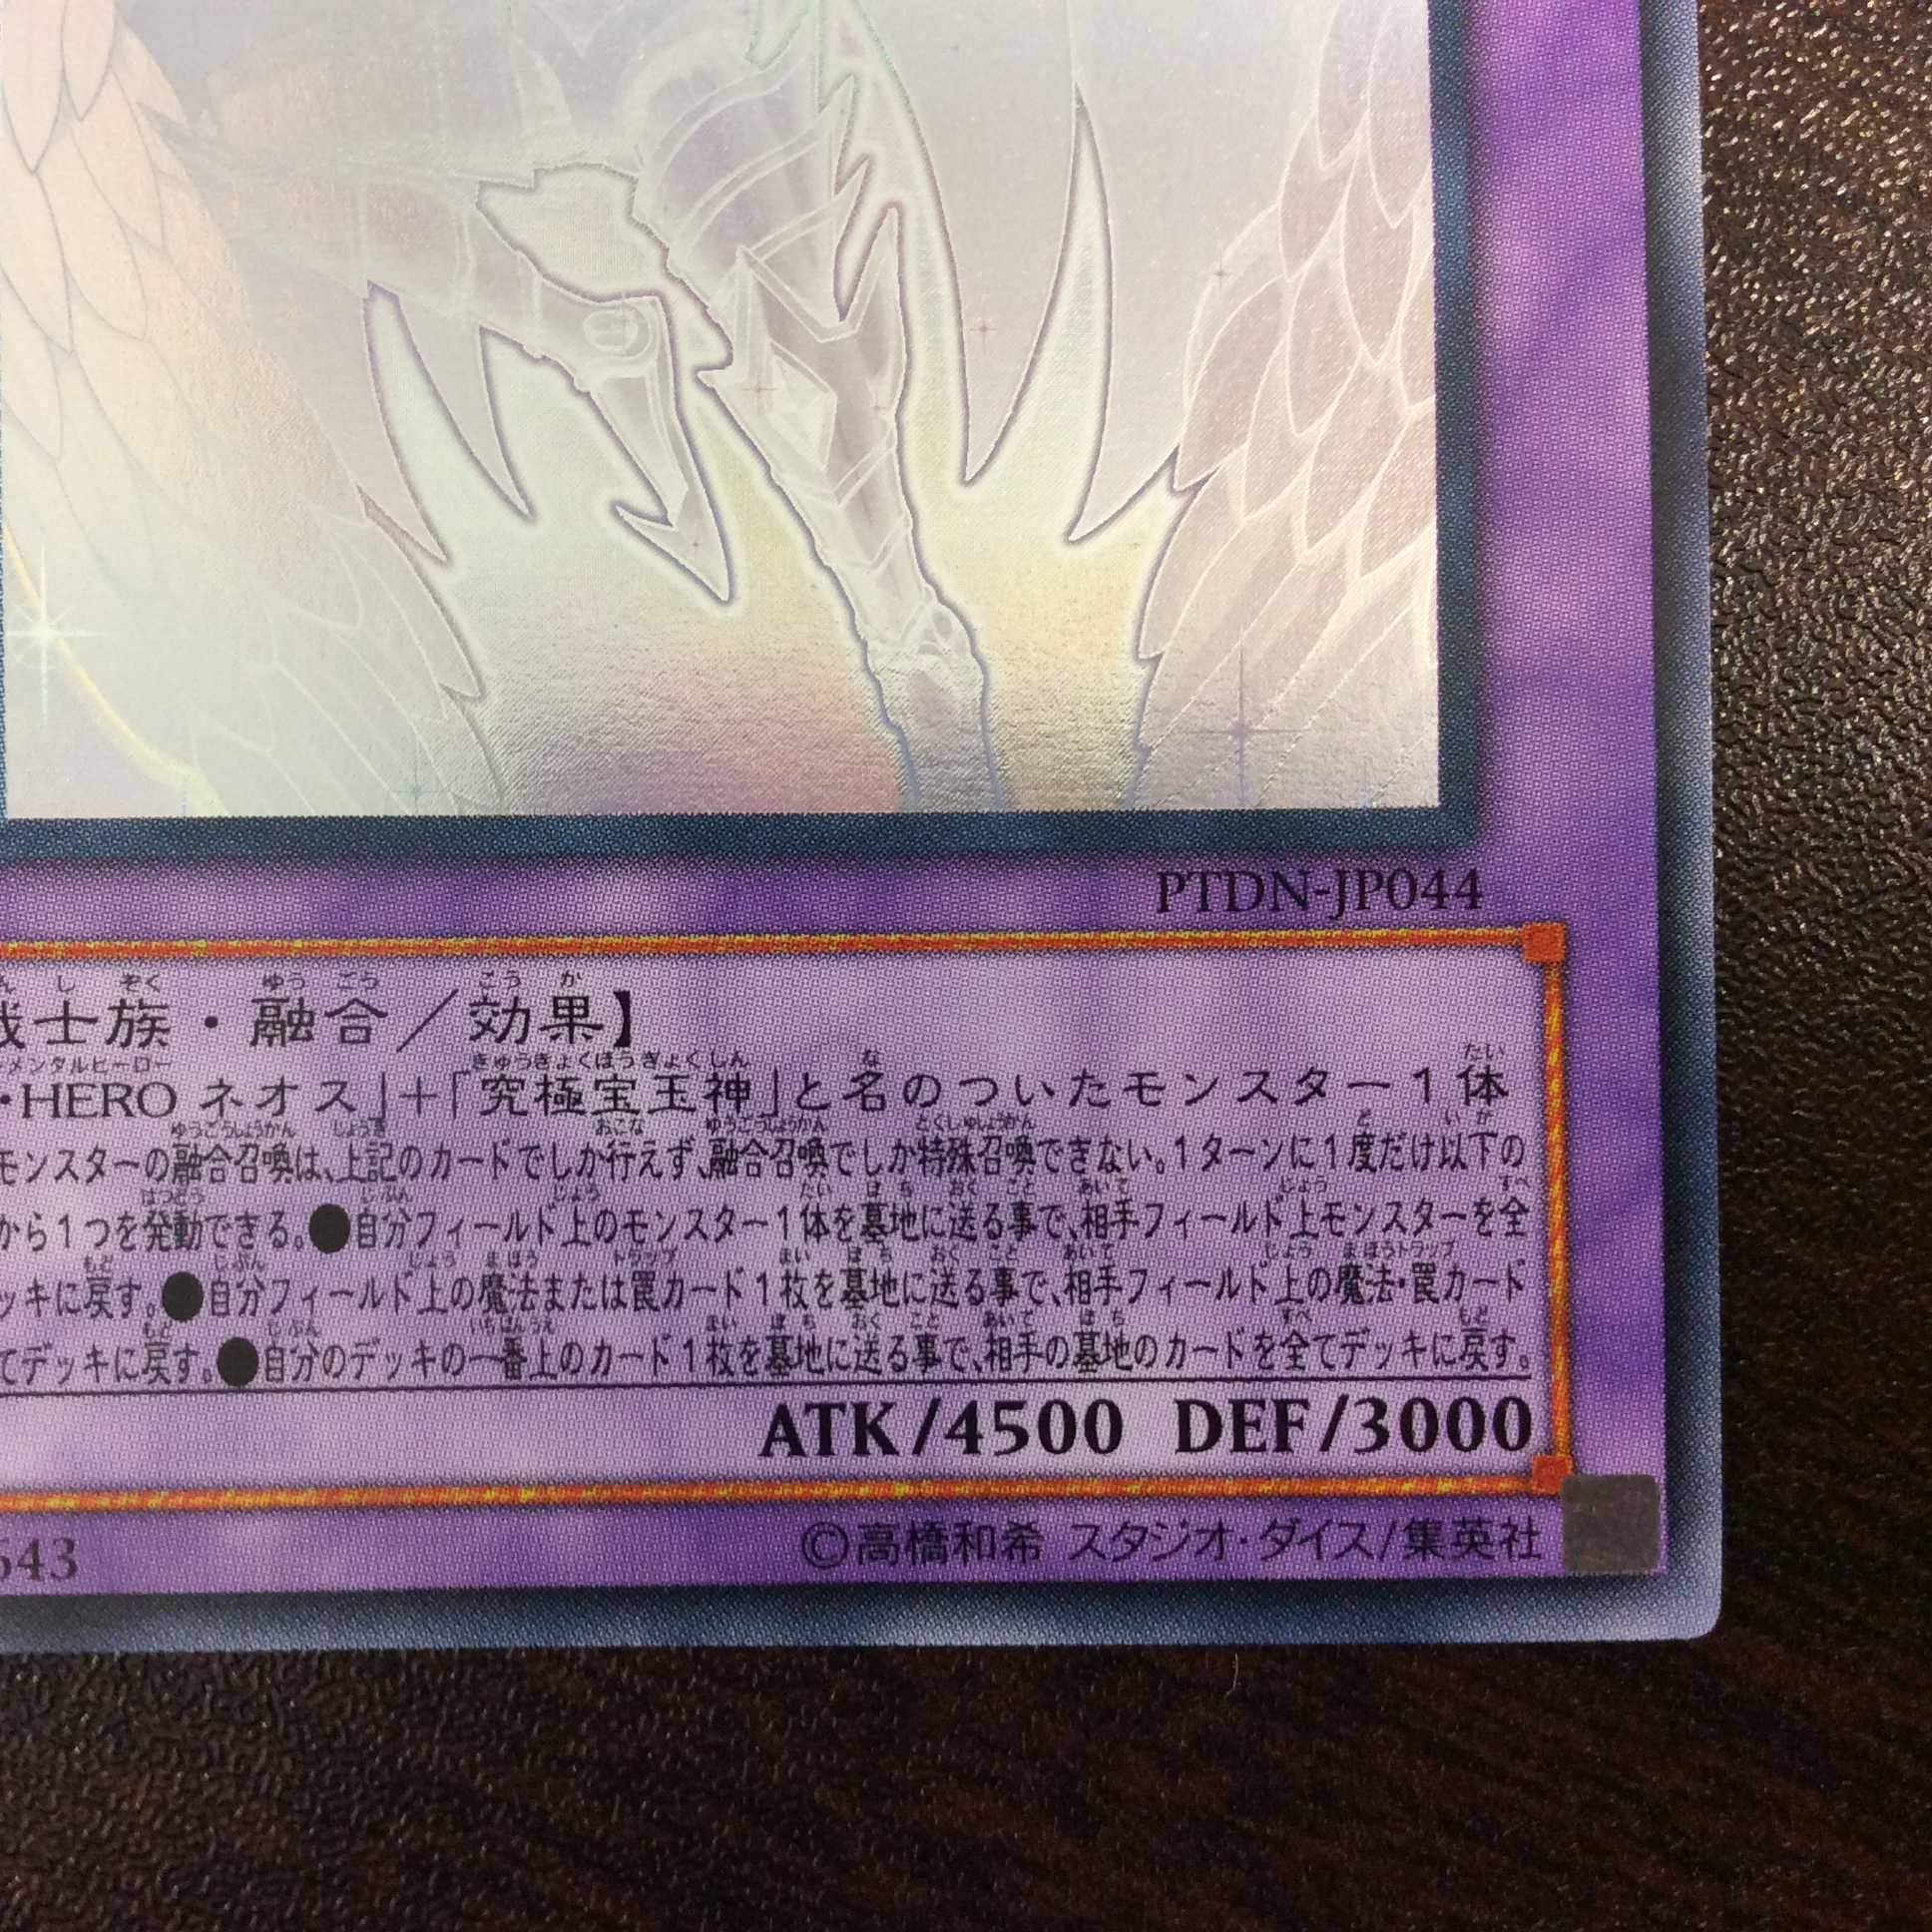 PTDN-JP044
士族・融合／効果】
・HERO ネオス」＋「究極宝玉神」と名のついたモンスター１体
モンスターの融合召喚は、上記のカードでしか行えず、融合召喚でしか特殊召喚できない。１ターンに１度だけ以下の
から１つを発動できる。●自分フィールド上のモンスター１体を墓地に送る事で、相手フィールド上モンスターを全
ッキに戻す。●自分フィールド上の魔法または罠カード１枚を墓地に送る事で、相手フィールド上の魔法・罠カード
てデッキに戻す。●自分のデッキの一番上のカード１枚を墓地に送る事で、相手の墓地のカードを全てデッキに戻す。
ATK/4500 DEF/3000
643
©高橋和希 スタジオ・ダイス/集英社